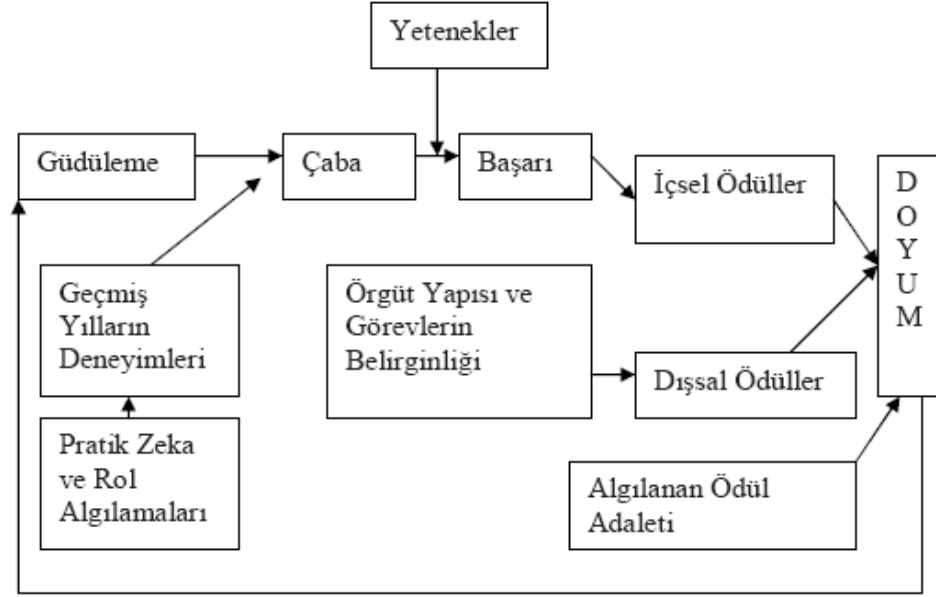 Yetenekler
Güdüleme
Çaba
Başarı
İçsel Ödüller
D
O
Y
U
M
Geçmiş
Yılların
Deneyimleri
Örgüt Yapısı ve
Görevlerin
Belirginliği
Dışsal Ödüller
Pratik Zeka
ve Rol
Algılamaları
Algılanan Ödül
Adaleti